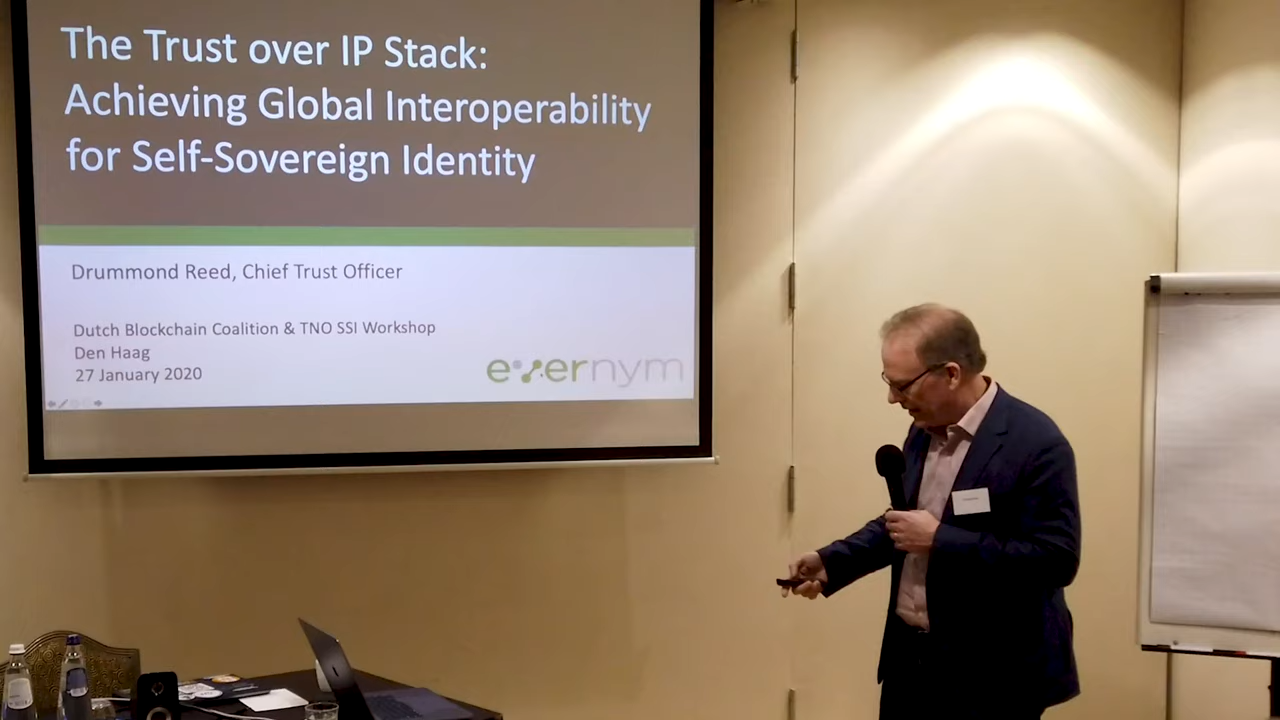 The Trust over IP Stack:
Achieving Global Interoperability
for Self-Sovereign Identity
Drummond Reed, Chief Trust Officer
Dutch Blockchain Coalition & TNO SSI Workshop
Den Haag
27 January 2020
evernym